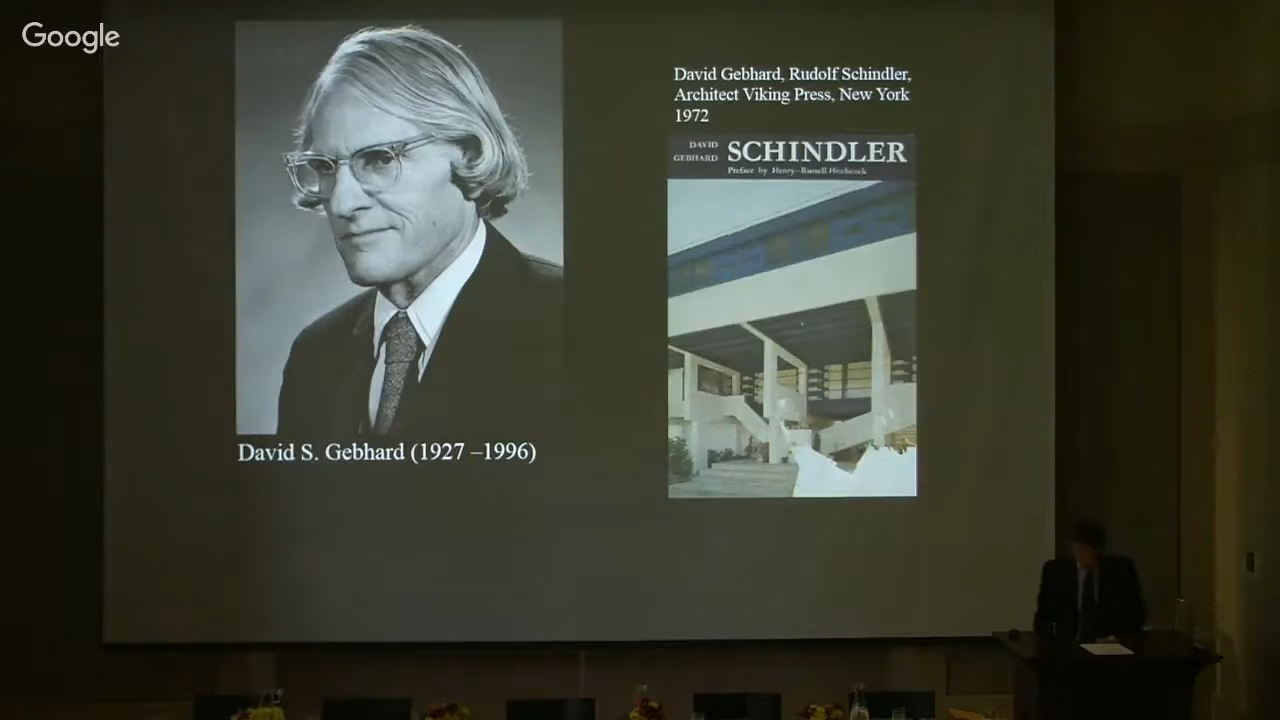 Google
David S. Gebhard (1927 –1996)
David Gebhard, Rudolf Schindler,
Architect Viking Press, New York
1972
DAVID
GEBHARD
SCHINDLER
Preface by Henry-Russell Hitchcock